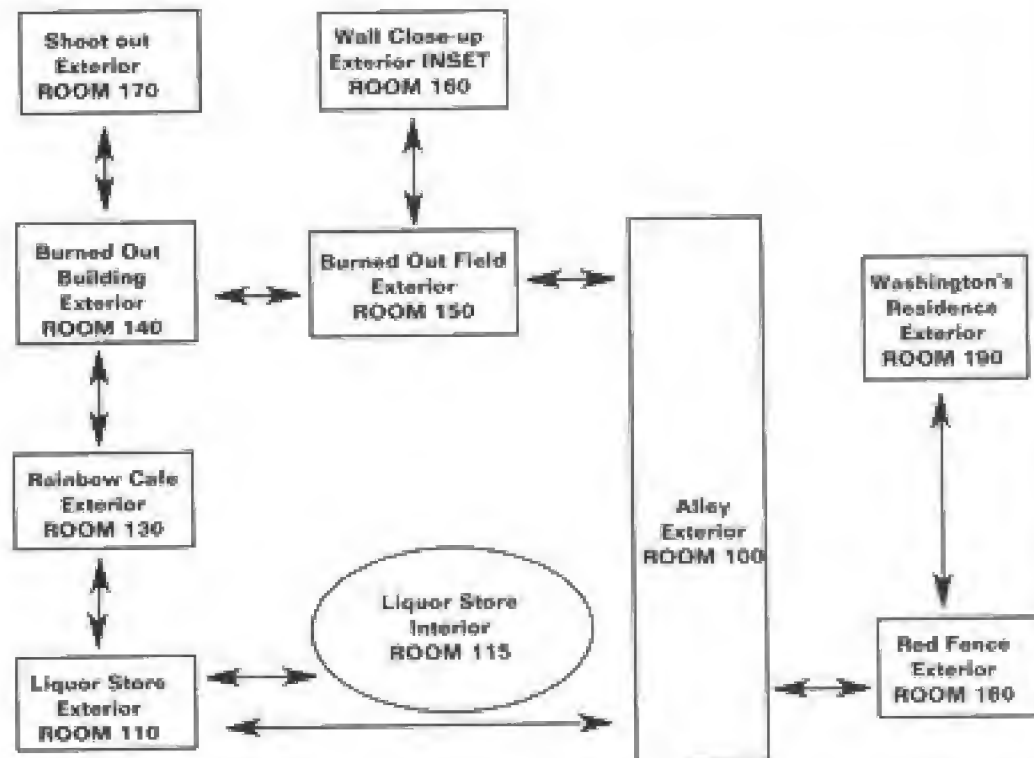 Shoot out
Exterior
ROOM 170
Wall Close-up
Exterior INSET
ROOM 160
Burned Out
Building
Exterior
ROOM 140
Burned Out Field
Exterior
ROOM 150
Washington's
Residence
Exterior
ROOM 190
Rainbow Cafe
Exterior
ROOM 130
Alley
Exterior
ROOM 100
Liquor Store
Interior
ROOM 115
Liquor Store
Exterior
ROOM 110
Red Fence
Exterior
ROOM 180